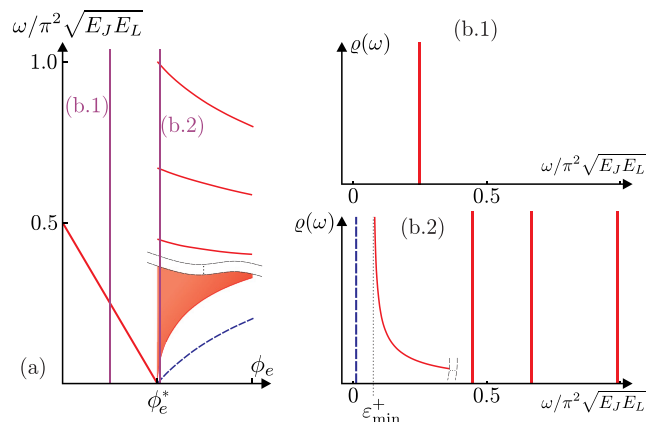 ω/π²√E_J E_L
1.0
(b.1)
(b.2)
0.5
(a)
ϕ_e
ϕ_e^*
(b.1)
ϱ(ω)
ω/π²√E_J E_L
0
0.5
ϱ(ω)
(b.2)
0
0.5
ε_min^+
ω/π²√E_J E_L